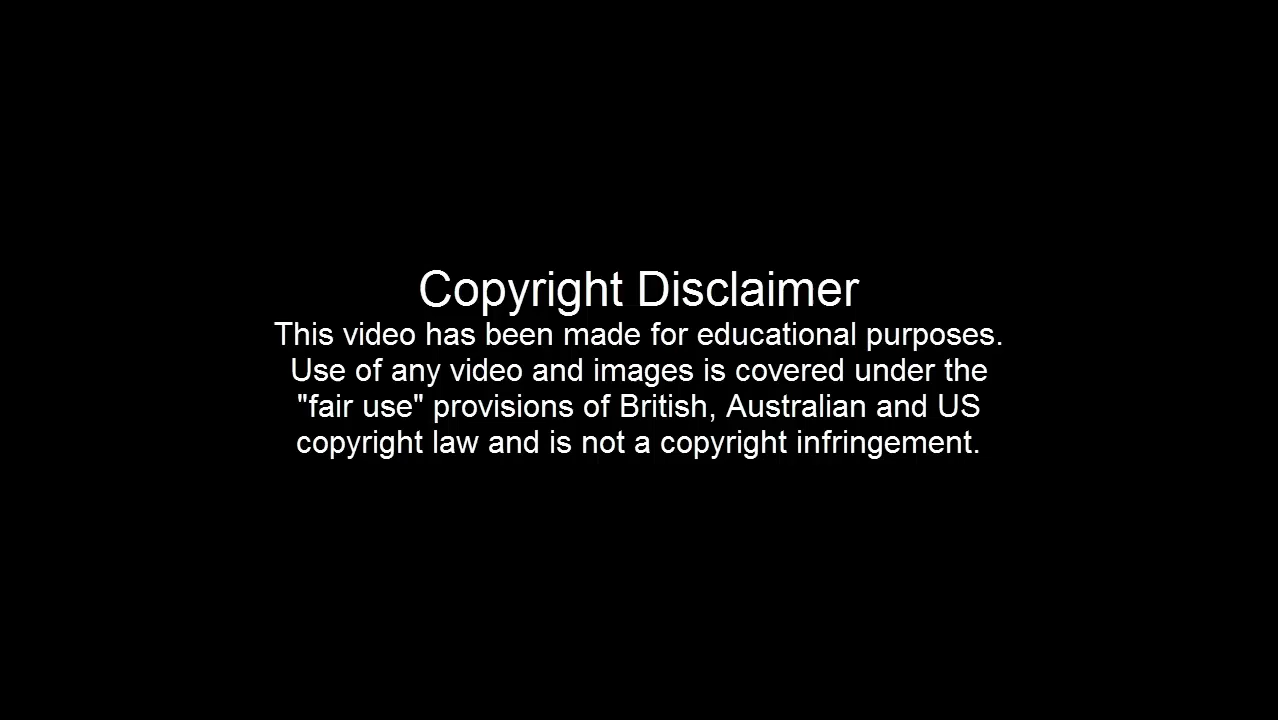 Copyright Disclaimer
This video has been made for educational purposes.
Use of any video and images is covered under the
"fair use" provisions of British, Australian and US
copyright law and is not a copyright infringement.